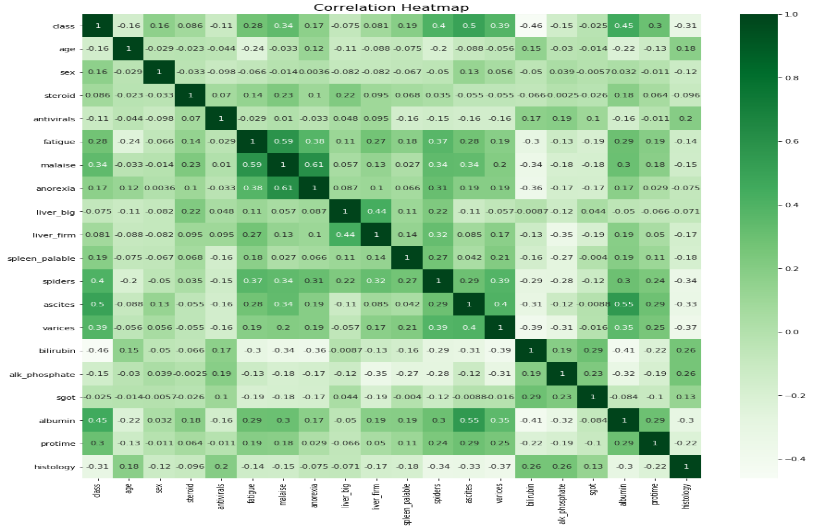 Correlation Heatmap
class 1 -0.16 0.16 0.086 -0.11 0.28 0.34 0.17 -0.075 0.081 0.19 0.4 0.5 0.39 -0.46 -0.15 -0.025 0.45 0.3 -0.31
age -0.16 1 -0.029 -0.023 -0.044 -0.24 -0.033 0.12 -0.11 -0.088 -0.075 -0.2 -0.088 -0.056 0.15 -0.03 -0.014 -0.22 -0.13 0.18
sex 0.16 -0.029 1 -0.033 -0.098 -0.066 -0.014 0.0036 -0.082 -0.082 -0.067 -0.05 0.13 0.056 -0.05 0.039 -0.0057 0.032 -0.011 -0.12
steroid 0.086 -0.023 -0.033 1 0.07 0.14 0.23 0.1 0.22 0.095 0.068 0.035 -0.055 -0.055 -0.066 -0.0025 -0.026 0.18 0.064 -0.096
antivirals -0.11 -0.044 -0.098 0.07 1 -0.029 0.01 -0.033 0.048 0.095 -0.16 -0.15 -0.16 -0.16 0.17 0.19 0.1 -0.16 -0.011 0.2
fatigue 0.28 -0.24 -0.066 0.14 -0.029 1 0.59 0.38 0.11 0.27 0.18 0.37 0.28 0.19 -0.3 -0.13 -0.19 0.29 0.19 -0.14
malaise 0.34 -0.033 -0.014 0.23 0.01 0.59 1 0.61 0.057 0.13 0.027 0.34 0.34 0.2 -0.34 -0.18 -0.18 0.3 0.18 -0.15
anorexia 0.17 0.12 0.0036 0.1 -0.033 0.38 0.61 1 0.087 0.1 0.066 0.31 0.19 0.19 -0.36 -0.17 -0.17 0.17 0.029 -0.075
liver_big -0.075 -0.11 -0.082 0.22 0.048 0.11 0.057 0.087 1 0.44 0.11 0.22 -0.11 -0.057 -0.0087 -0.12 0.044 -0.05 -0.066 -0.071
liver_firm 0.081 -0.088 -0.082 0.095 0.095 0.27 0.13 0.1 0.44 1 0.14 0.32 0.085 0.17 -0.13 -0.35 -0.19 0.19 0.05 -0.17
spleen_palable 0.19 -0.075 -0.067 0.068 -0.16 0.18 0.027 0.066 0.11 0.14 1 0.27 0.042 0.21 -0.16 -0.27 -0.004 0.19 0.11 -0.18
spiders 0.4 -0.2 -0.05 0.035 -0.15 0.37 0.34 0.31 0.22 0.32 0.27 1 0.29 0.39 -0.29 -0.28 -0.12 0.3 0.24 -0.34
ascites 0.5 -0.088 0.13 -0.055 -0.16 0.28 0.34 0.19 -0.11 0.085 0.042 0.29 1 0.4 -0.31 -0.12 -0.0088 0.55 0.29 -0.33
varices 0.39 -0.056 0.056 -0.055 -0.16 0.19 0.2 0.19 -0.057 0.17 0.21 0.39 0.4 1 -0.39 -0.31 -0.016 0.35 0.25 -0.37
bilirubin -0.46 0.15 -0.05 -0.066 0.17 -0.3 -0.34 -0.36 -0.0087 -0.13 -0.16 -0.29 -0.31 -0.39 1 0.19 0.29 -0.41 -0.22 0.26
alk_phosphate -0.15 -0.03 0.039 -0.0025 0.19 -0.13 -0.18 -0.17 -0.12 -0.35 -0.27 -0.28 -0.12 -0.31 0.19 1 0.23 -0.32 -0.19 0.26
sgot -0.025 -0.014 -0.0057 -0.026 0.1 -0.19 -0.18 -0.17 0.044 -0.19 -0.004 -0.12 -0.0088 -0.016 0.29 0.23 1 -0.084 -0.1 0.13
albumin 0.45 -0.22 0.032 0.18 -0.16 0.29 0.3 0.17 -0.05 0.19 0.19 0.3 0.55 0.35 -0.41 -0.32 -0.084 1 0.29 -0.3
protime 0.3 -0.13 -0.011 0.064 -0.011 0.19 0.18 0.029 -0.066 0.05 0.11 0.24 0.29 0.25 -0.22 -0.19 -0.1 0.29 1 -0.22
histology -0.31 0.18 -0.12 -0.096 0.2 -0.14 -0.15 -0.075 -0.071 -0.17 -0.18 -0.34 -0.33 -0.37 0.26 0.26 0.13 -0.3 -0.22 1
class age sex steroid antivirals fatigue malaise anorexia liver_big liver_firm spleen_palable spiders ascites varices bilirubin alk_phosphate sgot albumin protime histology
1.0
0.8
0.6
0.4
0.2
0.0
-0.2
-0.4